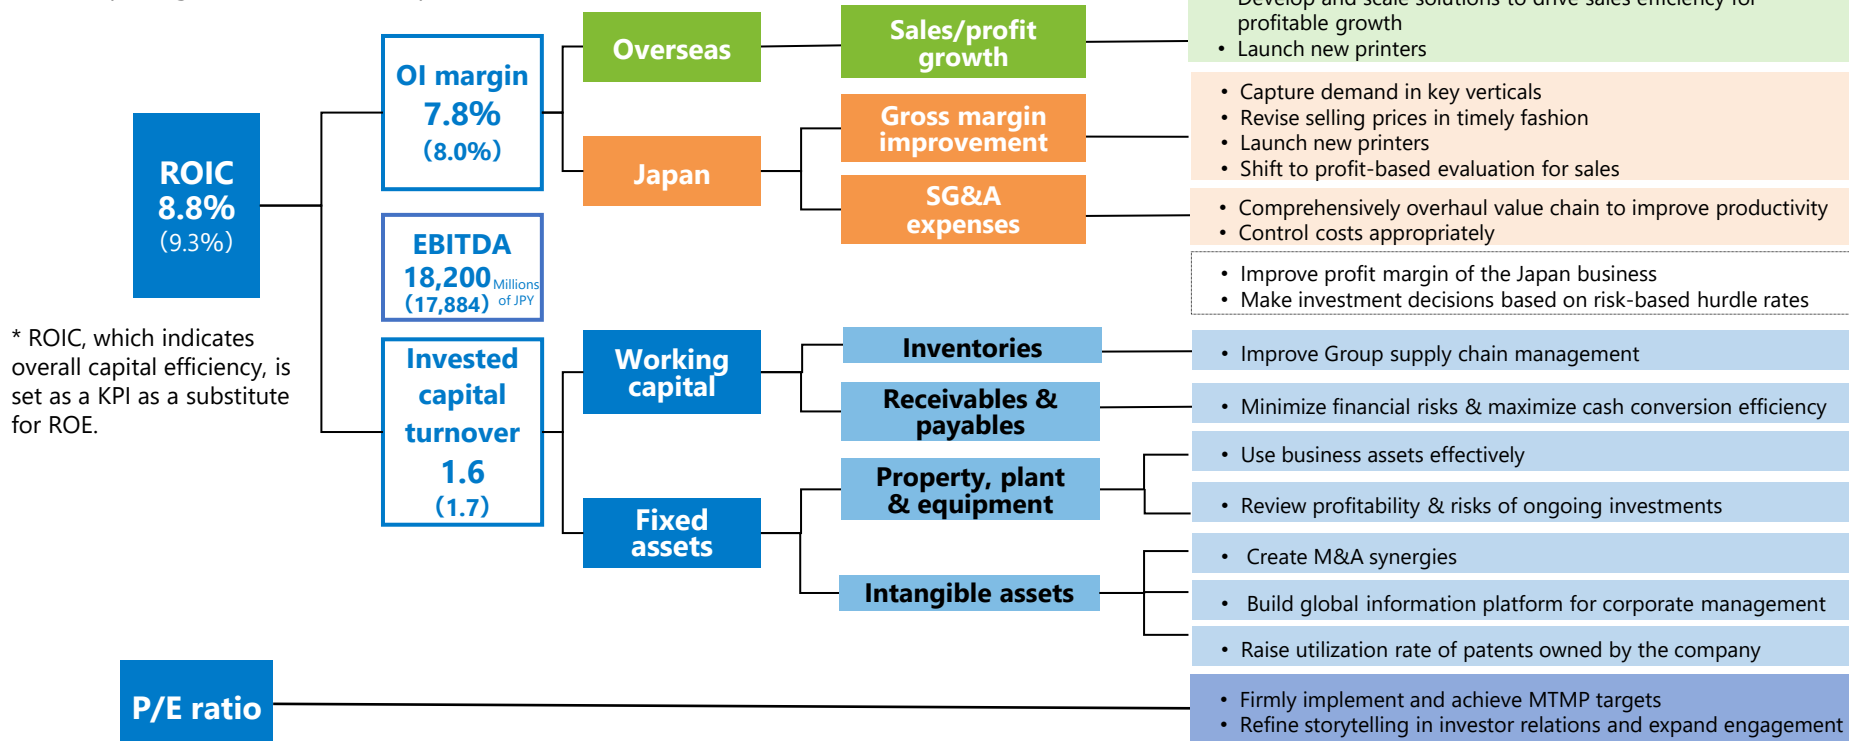 profitable growth
• Launch new printers
Overseas
Sales/profit
growth
OI margin
7.8%
(8.0%)
• Capture demand in key verticals
• Revise selling prices in timely fashion
• Launch new printers
• Shift to profit-based evaluation for sales
Gross margin
improvement
ROIC
8.8%
(9.3%)
Japan
SG&A
expenses
• Comprehensively overhaul value chain to improve productivity
• Control costs appropriately
EBITDA
18,200 Millions
(17,884) of JPY
• Improve profit margin of the Japan business
• Make investment decisions based on risk-based hurdle rates
* ROIC, which indicates
overall capital efficiency, is
set as a KPI as a substitute
for ROE.
Invested
capital
turnover
1.6
(1.7)
Working
capital
Inventories
• Improve Group supply chain management
Receivables &
payables
• Minimize financial risks & maximize cash conversion efficiency
Property, plant
& equipment
• Use business assets effectively
• Review profitability & risks of ongoing investments
Fixed
assets
Intangible assets
• Create M&A synergies
• Build global information platform for corporate management
• Raise utilization rate of patents owned by the company
P/E ratio
• Firmly implement and achieve MTMP targets
• Refine storytelling in investor relations and expand engagement